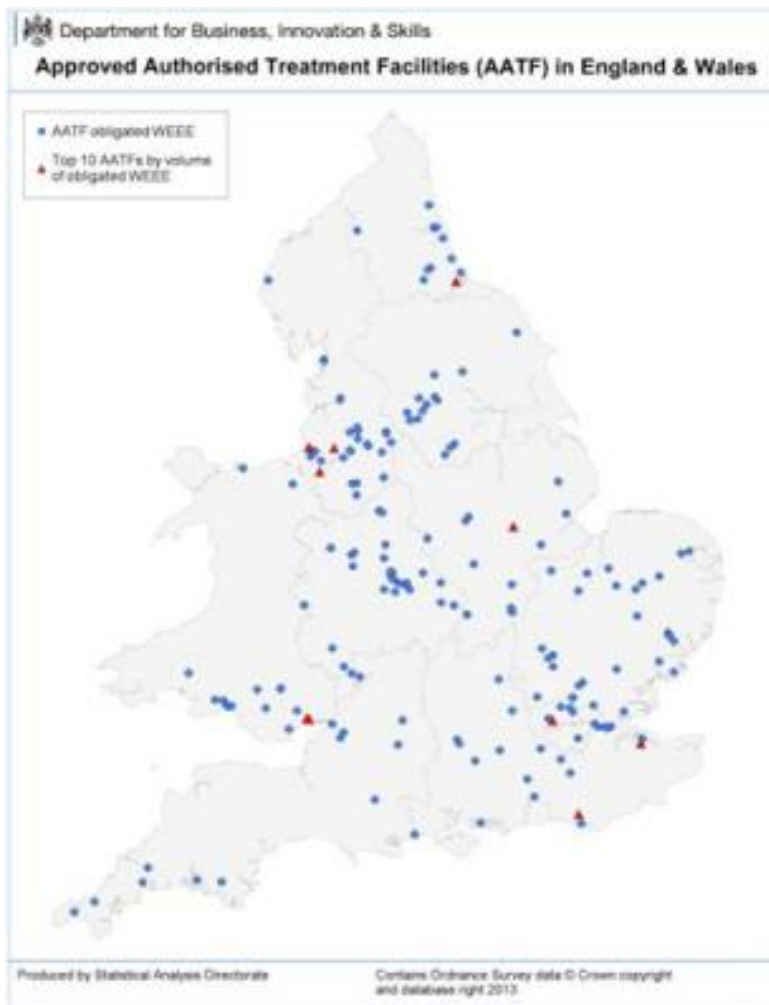 Department for Business, Innovation & Skills
Approved Authorised Treatment Facilities (AATF) in England & Wales
AATF obligated WEEE
Top 10 AATFs by volume
of obligated WEEE
Produced by Statistical Analysis Directorate
Contains Ordnance Survey data © Crown copyright
and database right 2013